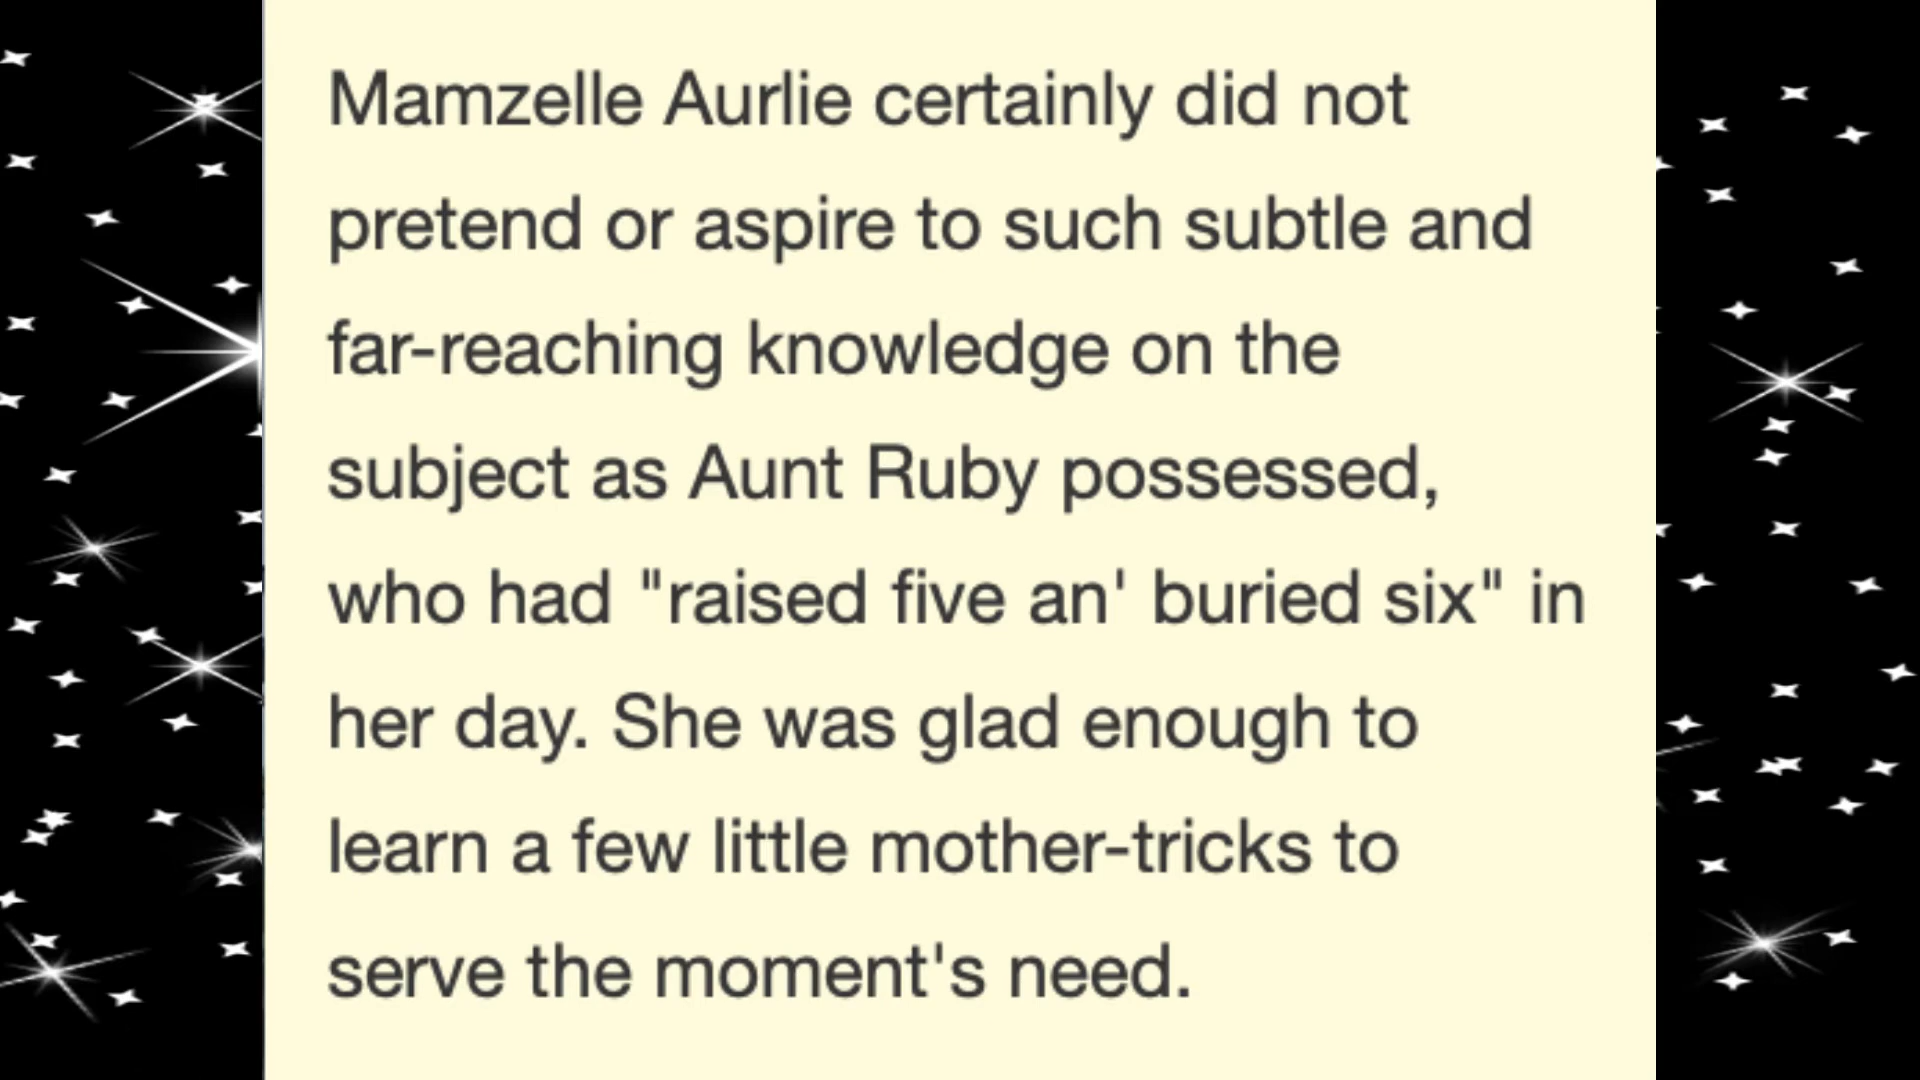 Mamzelle Aurlie certainly did not
pretend or aspire to such subtle and
far-reaching knowledge on the
subject as Aunt Ruby possessed,
who had "raised five an' buried six" in
her day. She was glad enough to
learn a few little mother-tricks to
serve the moment's need.